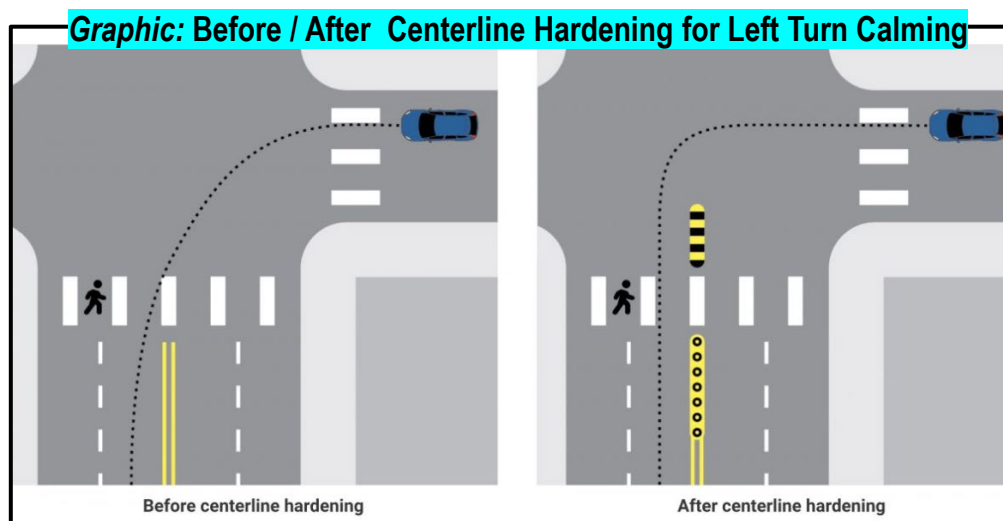 Graphic: Before / After Centerline Hardening for Left Turn Calming
Before centerline hardening
After centerline hardening